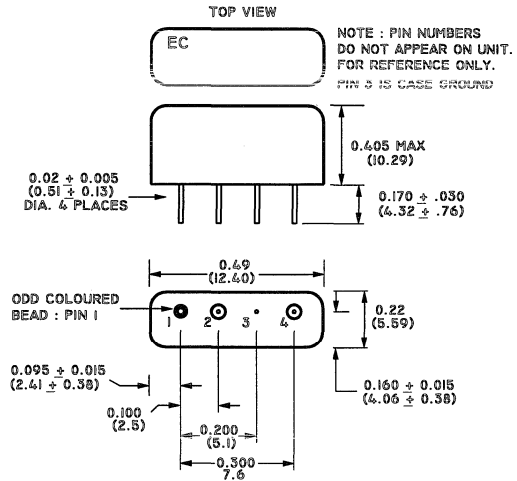 TOP VIEW
EC
NOTE : PIN NUMBERS
DO NOT APPEAR ON UNIT.
FOR REFERENCE ONLY.
PIN 3 IS CASE GROUND
0.405 MAX
(10.29)
0.02 ± 0.005
(0.51 ± 0.13)
DIA. 4 PLACES
0.170 ± .030
(4.32 ± .76)
0.49
(12.40)
ODD COLOURED
BEAD : PIN 1
1 2 3 4
0.22
(5.59)
0.095 ± 0.015
(2.41 ± 0.38)
0.160 ± 0.015
(4.06 ± 0.38)
0.100
(2.5)
0.200
(5.1)
0.300
7.6